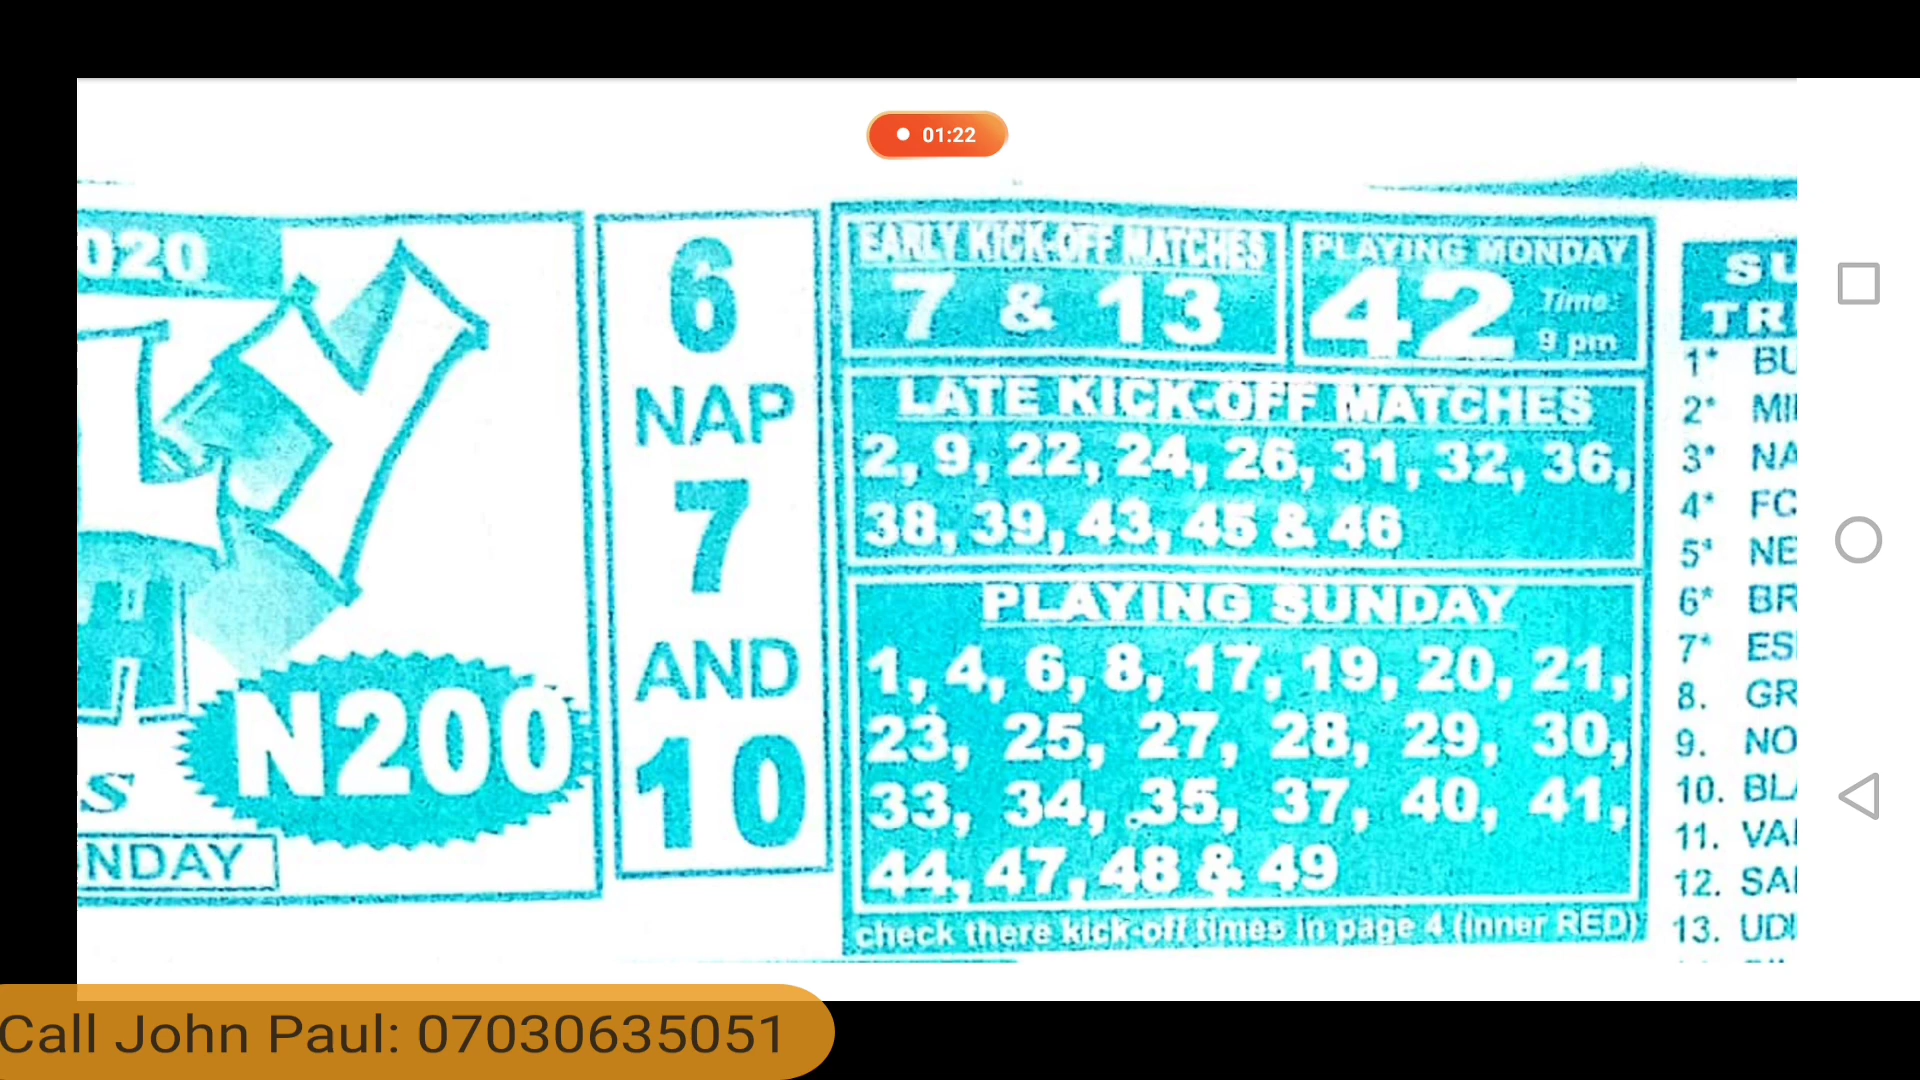 01:22
020
N200
S
NDAY
6
NAP
7
AND
10
EARLY KICK-OFF MATCHES
7 & 13
PLAYING MONDAY
42 Time: 9 pm
LATE KICK-OFF MATCHES
2, 9, 22, 24, 26, 31, 32, 36,
38, 39, 43, 45 & 46
PLAYING SUNDAY
1, 4, 6, 8, 17, 19, 20, 21,
23, 25, 27, 28, 29, 30,
33, 34, 35, 37, 40, 41,
44, 47, 48 & 49
check there kick-off times in page 4 (inner RED)
SU
TR
1* BU
2* MI
3* NA
4* FC
5* NE
6* BR
7* ES
8. GR
9. NO
10. BL
11. VA
12. SA
13. UD
Call John Paul: 07030635051